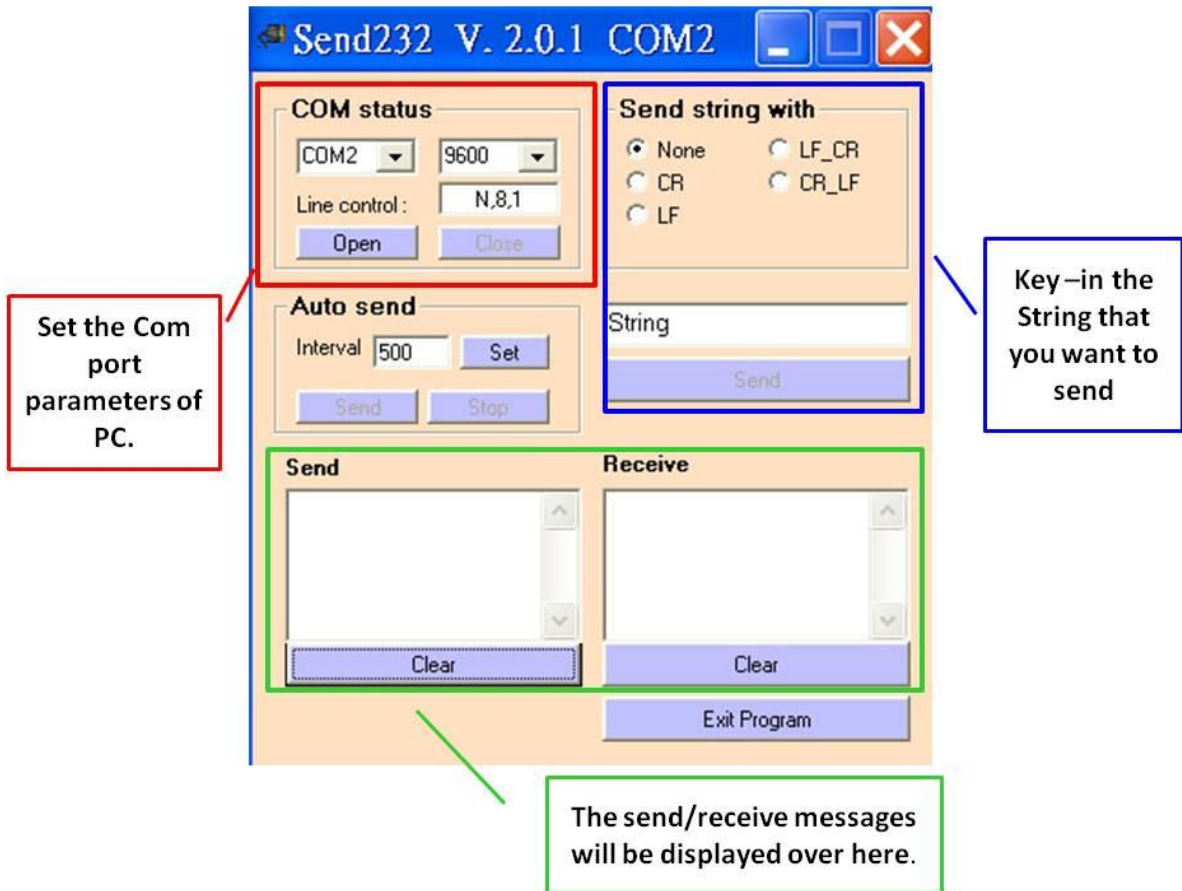 Send232 V. 2.0.1 COM2
COM status
COM2
9600
Line control :
N,8,1
Open
Close
Send string with
None
LF_CR
CR
CR_LF
LF
String
Send
Auto send
Interval
500
Set
Send
Stop
Set the Com
port
parameters of
PC.
Key –in the
String that
you want to
send
Send
Receive
Clear
Clear
Exit Program
The send/receive messages
will be displayed over here.